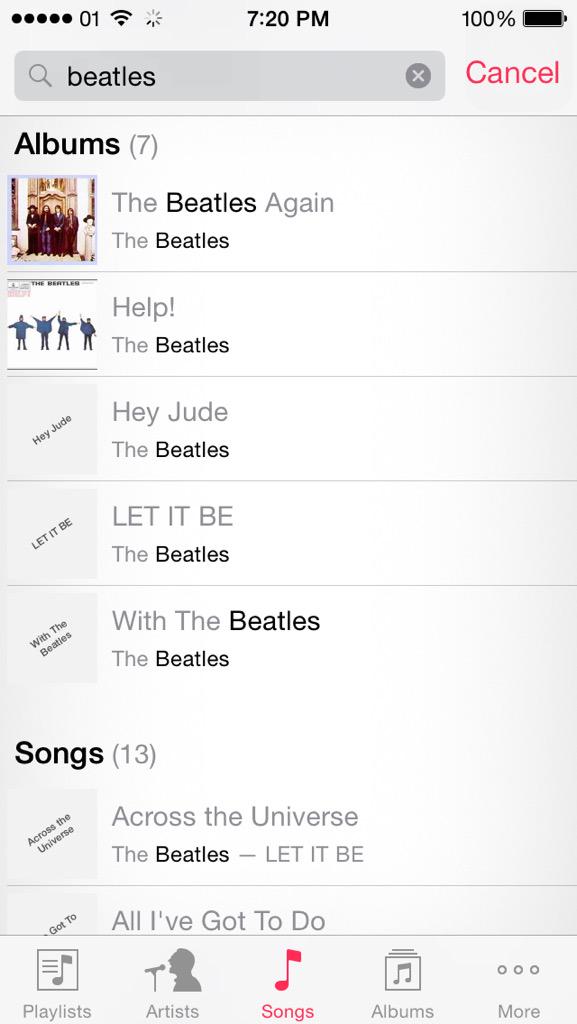 01 7:20 PM 100%
beatles Cancel
Albums (7)
The Beatles Again
The Beatles
THE BEATLES
HELP!
Help!
The Beatles
Hey Jude
Hey Jude
The Beatles
LET IT BE
LET IT BE
The Beatles
With The
Beatles
With The Beatles
The Beatles
Songs (13)
Across the
Universe
Across the Universe
The Beatles — LET IT BE
Got To
All I've Got To Do
Playlists Artists Songs Albums More